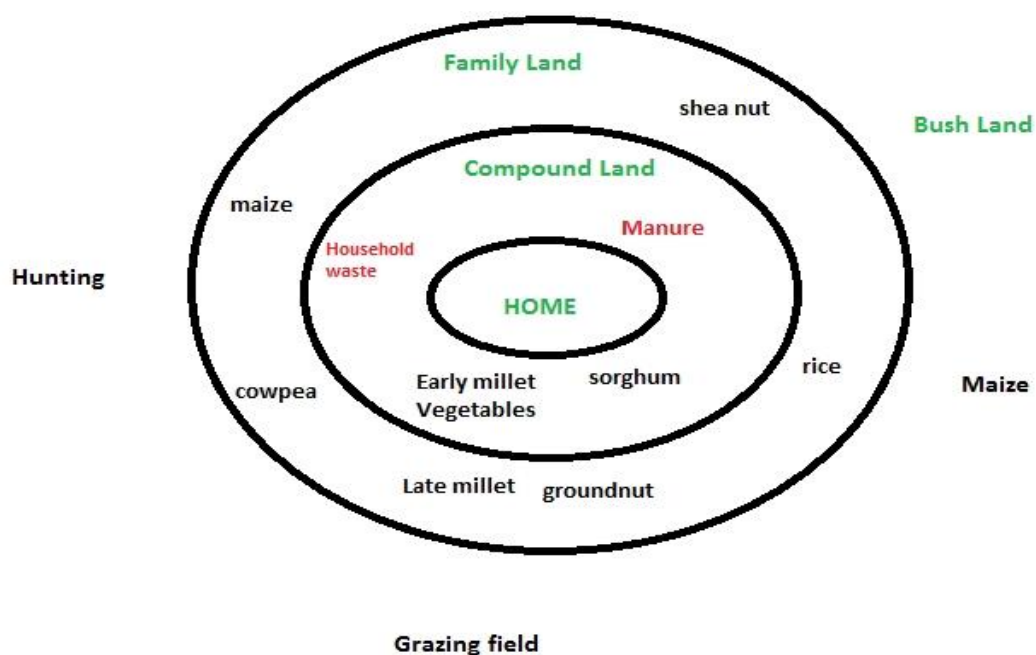 Family Land
shea nut
Bush Land
Compound Land
maize
Manure
Household
waste
Hunting
HOME
rice
Early millet
sorghum
Vegetables
cowpea
Maize
Late millet
groundnut
Grazing field